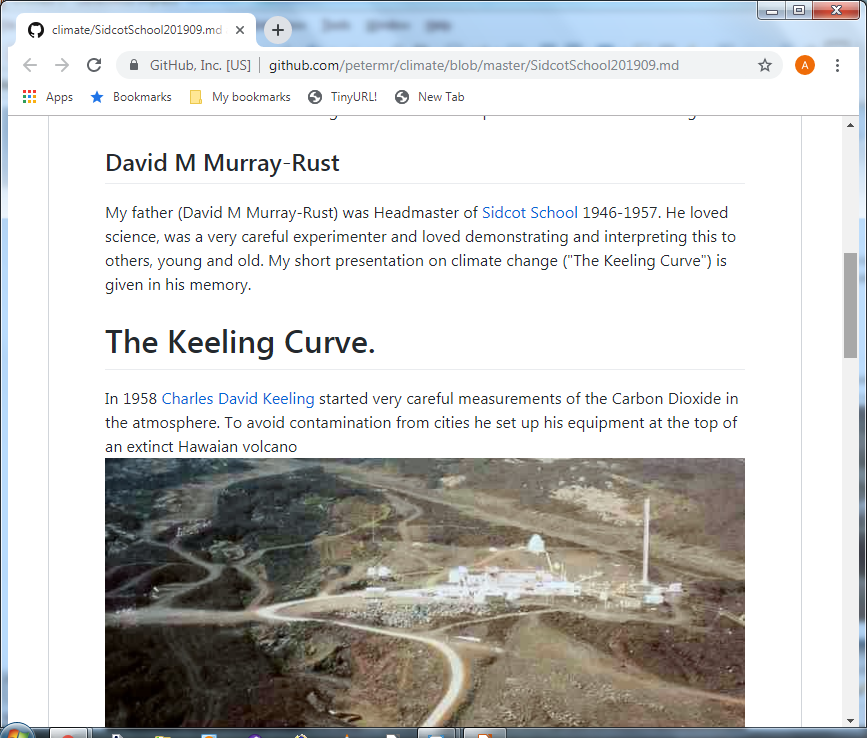 climate/SidcotSchool201909.md
GitHub, Inc. [US] | github.com/petermr/climate/blob/master/SidcotSchool201909.md
A
Apps Bookmarks My bookmarks TinyURL! New Tab
David M Murray-Rust
My father (David M Murray-Rust) was Headmaster of Sidcot School 1946-1957. He loved
science, was a very careful experimenter and loved demonstrating and interpreting this to
others, young and old. My short presentation on climate change ("The Keeling Curve") is
given in his memory.
The Keeling Curve.
In 1958 Charles David Keeling started very careful measurements of the Carbon Dioxide in
the atmosphere. To avoid contamination from cities he set up his equipment at the top of
an extinct Hawaian volcano